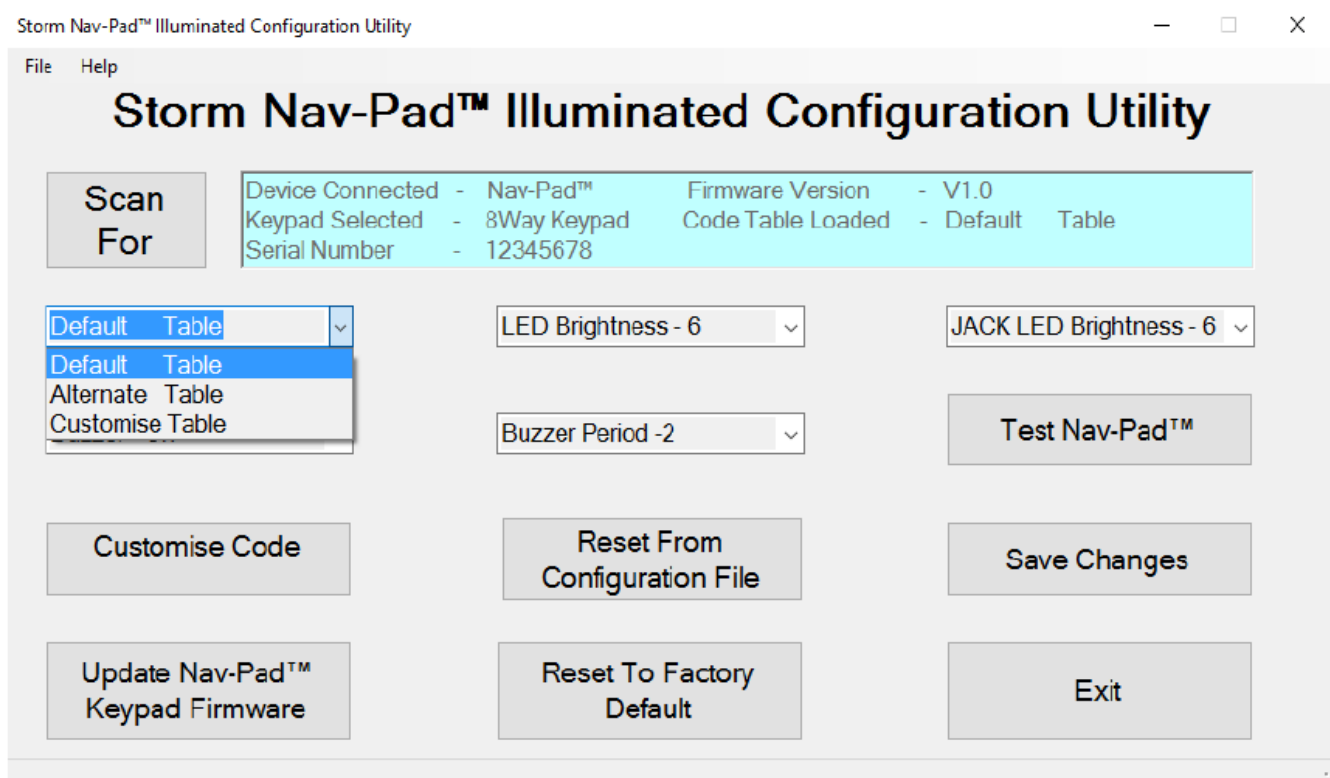 Storm Nav-Pad™ Illuminated Configuration Utility
File Help
Storm Nav-Pad™ Illuminated Configuration Utility
Scan
For
Device Connected - Nav-Pad™ Firmware Version - V1.0
Keypad Selected - 8Way Keypad Code Table Loaded - Default Table
Serial Number - 12345678
Default Table
LED Brightness - 6
JACK LED Brightness - 6
Default Table
Alternate Table
Customise Table
Buzzer Period -2
Test Nav-Pad™
Customise Code
Reset From
Configuration File
Save Changes
Update Nav-Pad™
Keypad Firmware
Reset To Factory
Default
Exit